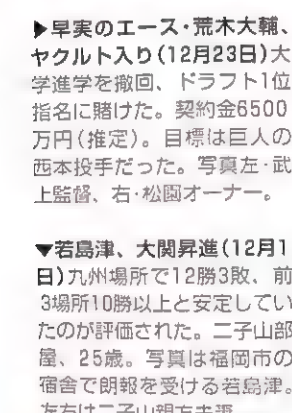 ▶早実のエース・荒木大輔、
ヤクルト入り(12月23日)大
学進学を撤回、ドラフト1位
指名に賭けた。契約金6500
万円(推定)。目標は巨人の
西本投手だった。写真左・武
上監督、右・松園オーナー。
▼若島津、大関昇進(12月1
日)九州場所で12勝3敗、前
3場所10勝以上と安定してい
たのが評価された。二子山部
屋、25歳。写真は福岡市の
宿舎で朗報を受ける若島津。